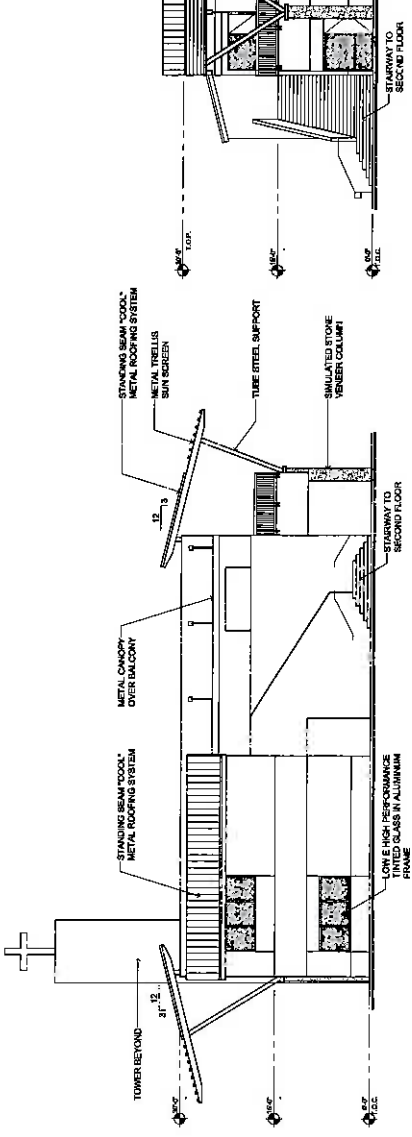 TOWER BEYOND
STANDING SEAM "COOL"
METAL ROOFING SYSTEM
METAL CANOPY
OVER BALCONY
STANDING SEAM "COOL"
METAL ROOFING SYSTEM
METAL TRELLIS
SUN SCREEN
TUBE STEEL SUPPORT
SIMULATED STONE
VENEER COLUMN
STAIRWAY TO
SECOND FLOOR
LOW E HIGH PERFORMANCE
TINTED GLASS IN ALUMINUM
FRAME
12
3
12
3
T.O.P.
T.O.C.
T.O.C.
STAIRWAY TO
SECOND FLOOR